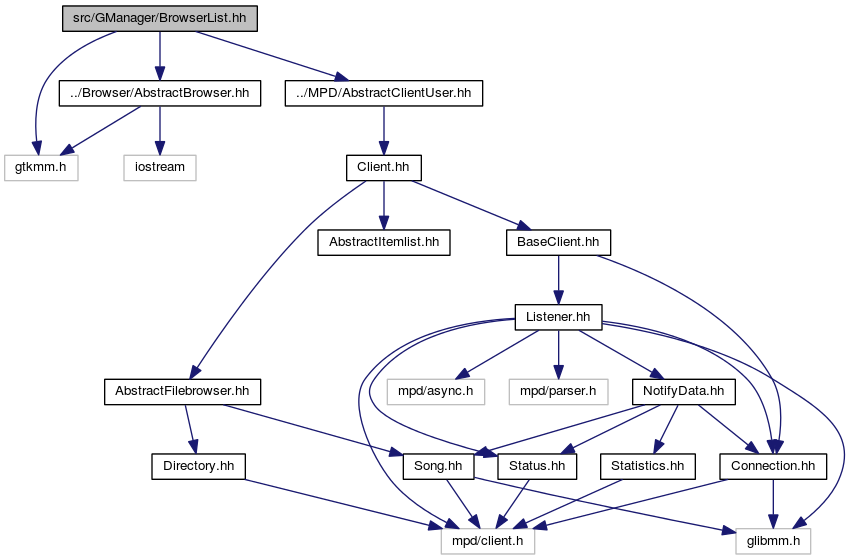 src/GManager/BrowserList.hh
../Browser/AbstractBrowser.hh
../MPD/AbstractClientUser.hh
gtkmm.h
iostream
Client.hh
AbstractItemlist.hh
BaseClient.hh
Listener.hh
AbstractFilebrowser.hh
mpd/async.h
mpd/parser.h
NotifyData.hh
Directory.hh
Song.hh
Status.hh
Statistics.hh
Connection.hh
mpd/client.h
glibmm.h